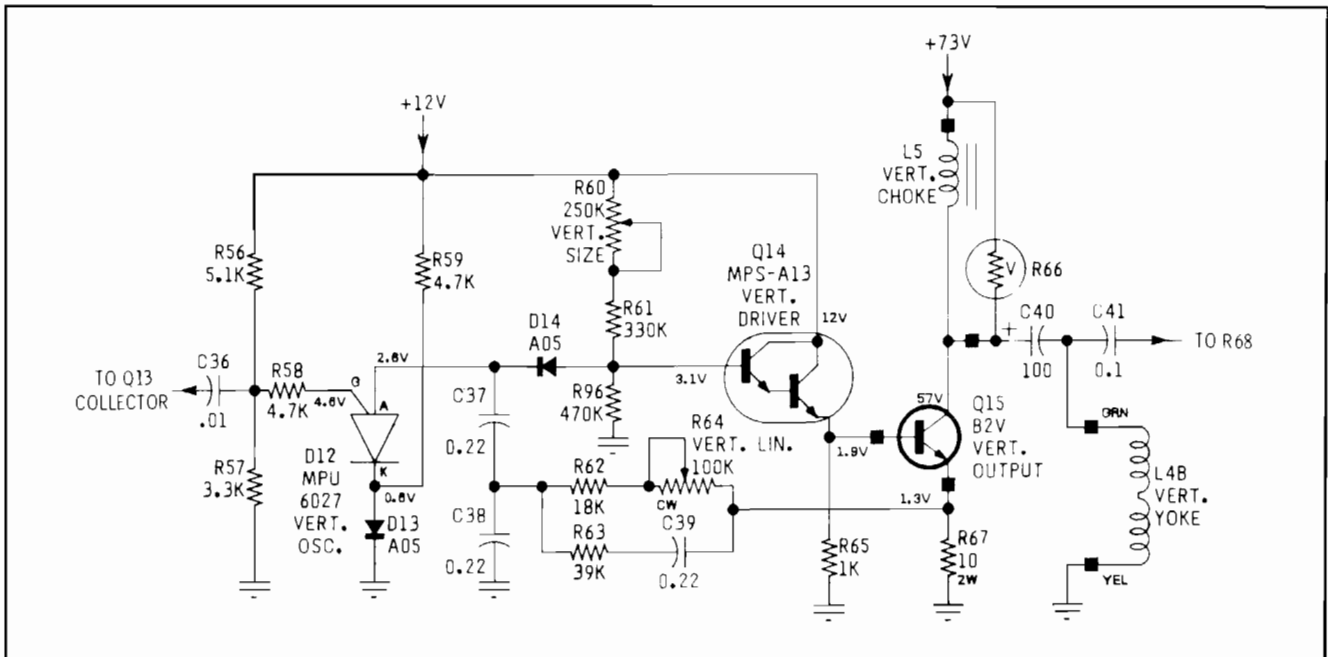 +73V
+12V
L5
VERT.
CHOKE
R60
250K
VERT.
SIZE
R56
5.1K
R59
4.7K
Q14
MPS-A13
VERT.
DRIVER
V
R66
R61
330K
D14
A05
12V
+
C40
100
C41
0.1
TO R68
C36
.01
TO Q13
COLLECTOR
R58
4.7K
G
4.6V
2.6V
A
K
3.1V
C37
0.22
R96
470K
R64
VERT. LIN.
100K
57V
Q15
B2V
VERT.
OUTPUT
GRN
1.9V
R57
3.3K
D12
MPU
6027
VERT.
OSC.
0.6V
D13
A05
C38
0.22
R62
18K
CW
C39
0.22
R63
39K
1.3V
L4B
VERT.
YOKE
R65
1K
R67
10
2W
YEL